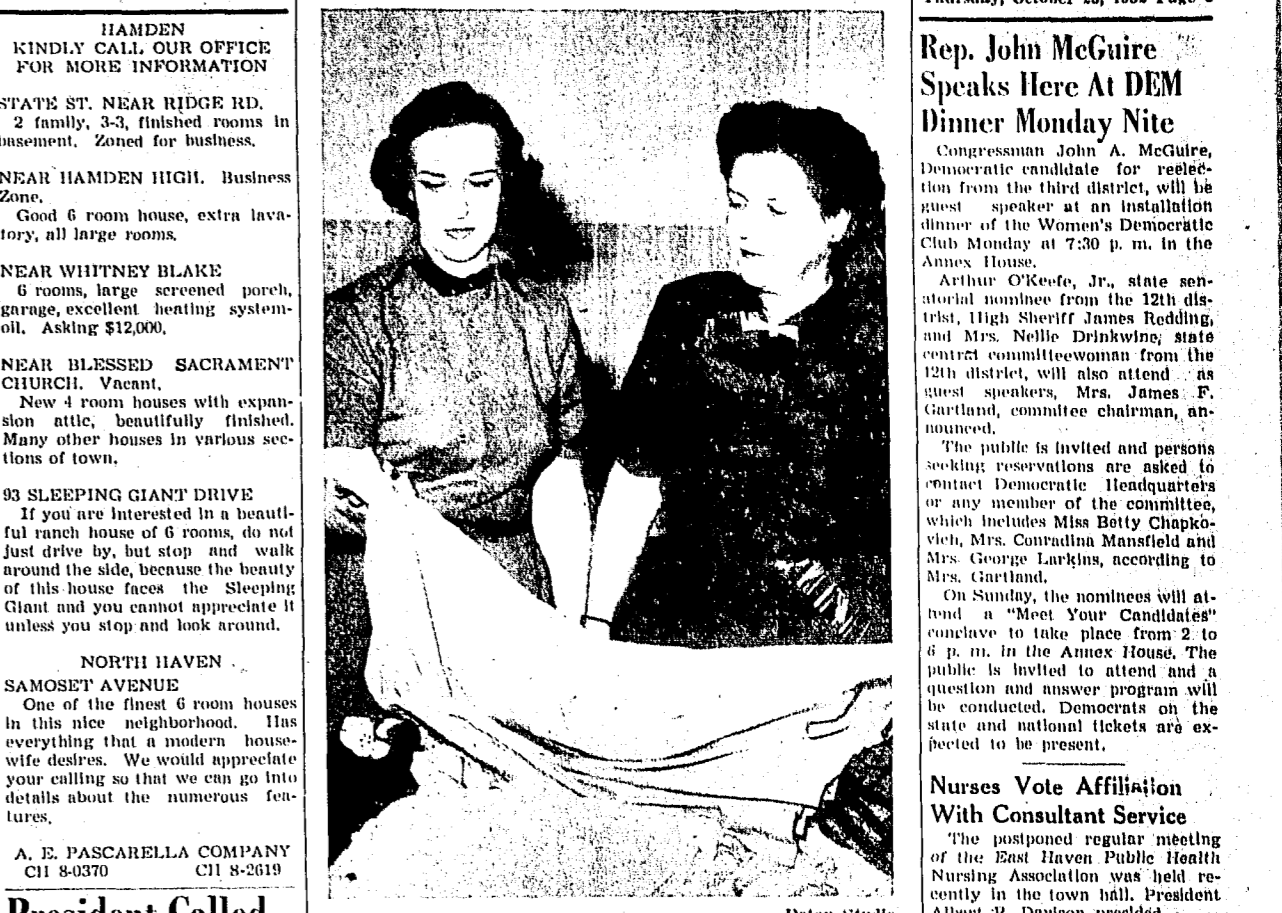 HAMDEN
KINDLY CALL OUR OFFICE
FOR MORE INFORMATION
STATE ST. NEAR RIDGE RD.
2 family, 3-3, finished rooms in
basement. Zoned for business.
NEAR HAMDEN HIGH. Business
Zone.
Good 6 room house, extra lava-
tory, all large rooms.
NEAR WHITNEY BLAKE
6 rooms, large screened porch,
garage, excellent heating system-
oil. Asking $12,000.
NEAR BLESSED SACRAMENT
CHURCH. Vacant.
New 4 room houses with expan-
sion attic, beautifully finished.
Many other houses in various sec-
tions of town.
93 SLEEPING GIANT DRIVE
If you are interested in a beauti-
ful ranch house of 6 rooms, do not
just drive by, but stop and walk
around the side, because the beauty
of this house faces the Sleeping
Giant and you cannot appreciate it
unless you stop and look around.
NORTH HAVEN
SAMOSET AVENUE
One of the finest 6 room houses
in this nice neighborhood. Has
everything that a modern house-
wife desires. We would appreciate
your calling so that we can go into
details about the numerous fea-
tures.
A. E. PASCARELLA COMPANY
CH 8-0370 CH 8-2619
President Called
Thursday, October Page
Rep. John McGuire
Speaks Here At DEM
Dinner Monday Nite
Congressman John A. McGuire,
Democratic candidate for reelec-
tion from the third district, will be
guest speaker at an installation
dinner of the Women's Democratic
Club Monday at 7:30 p. m. in the
Annex House.
Arthur O'Keefe, Jr., state sen-
atorial nominee from the 12th dis-
trist, High Sheriff James Redding,
and Mrs. Nellie Drinkwine, state
central committeewoman from the
12th district, will also attend as
guest speakers, Mrs. James F.
Gartland, commitee chairman, an-
nounced.
The public is invited and persons
seeking reservations are asked to
contact Democratic Headquarters
or any member of the committee,
which includes Miss Betty Chapko-
vich, Mrs. Conradina Mansfield and
Mrs. George Larkins, according to
Mrs. Gartland.
On Sunday, the nominees will at-
tend a "Meet Your Candidates"
conclave to take place from 2 to
6 p. m. in the Annex House. The
public is invited to attend and a
question and answer program will
be conducted. Democrats on the
state and national tickets are ex-
pected to be present.
Nurses Vote Affiliation
With Consultant Service
The postponed regular meeting
of the East Haven Public Health
Nursing Association was held re-
cently in the town hall. President
Albert